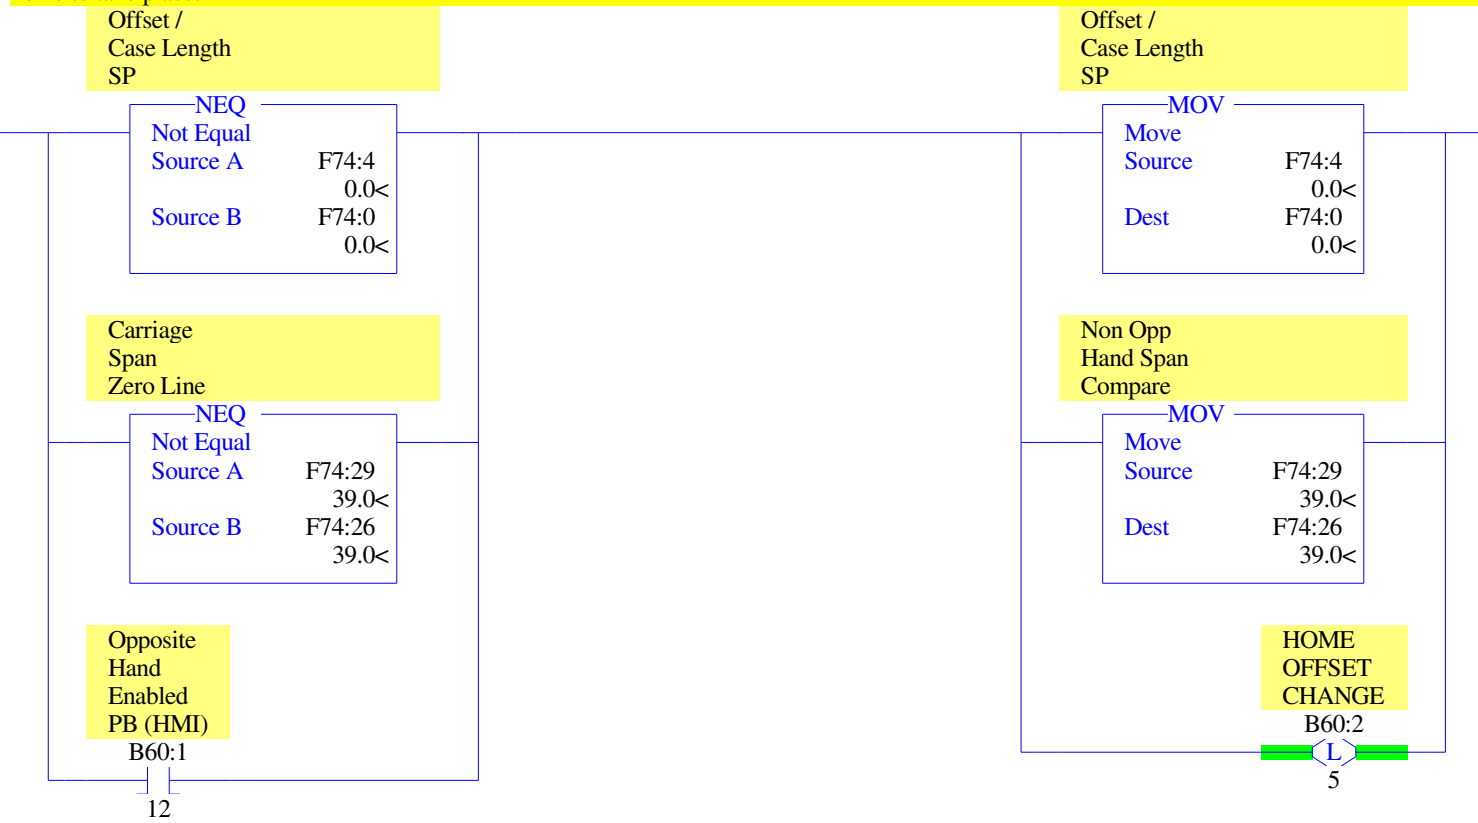 Offset /
Case Length
SP
NEQ
Not Equal
Source A F74:4
0.0<
Source B F74:0
0.0<
Carriage
Span
Zero Line
NEQ
Not Equal
Source A F74:29
39.0<
Source B F74:26
39.0<
Opposite
Hand
Enabled
PB (HMI)
B60:1
12
Offset /
Case Length
SP
MOV
Move
Source F74:4
0.0<
Dest F74:0
0.0<
Non Opp
Hand Span
Compare
MOV
Move
Source F74:29
39.0<
Dest F74:26
39.0<
HOME
OFFSET
CHANGE
B60:2
L
5